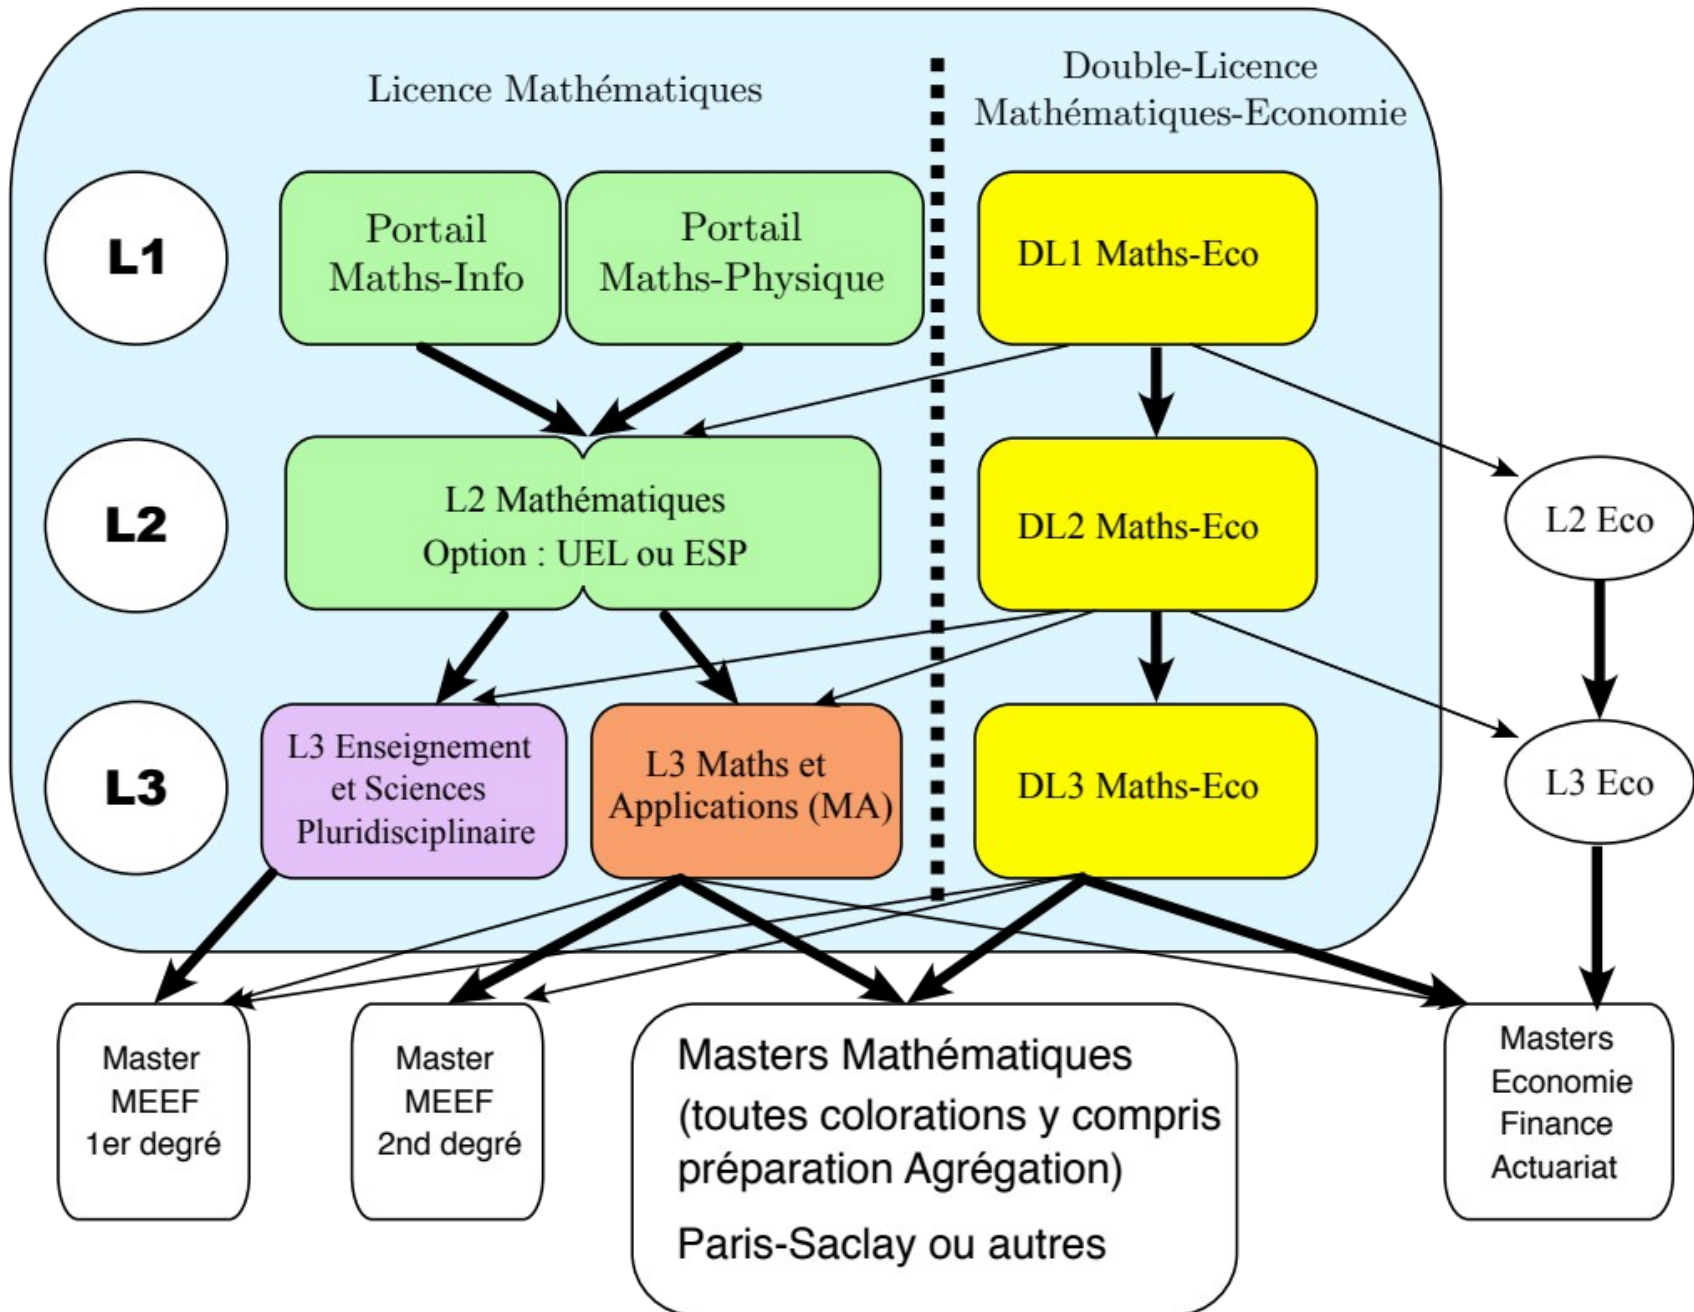 Licence Mathématiques
Double-Licence
Mathématiques-Economie
L1
Portail
Maths-Info
Portail
Maths-Physique
DL1 Maths-Eco
L2
L2 Mathématiques
Option : UEL ou ESP
DL2 Maths-Eco
L2 Eco
L3
L3 Enseignement
et Sciences
Pluridisciplinaire
L3 Maths et
Applications (MA)
DL3 Maths-Eco
L3 Eco
Master
MEEF
1er degré
Master
MEEF
2nd degré
Masters Mathématiques
(toutes colorations y compris
préparation Agrégation)
Paris-Saclay ou autres
Masters
Economie
Finance
Actuariat